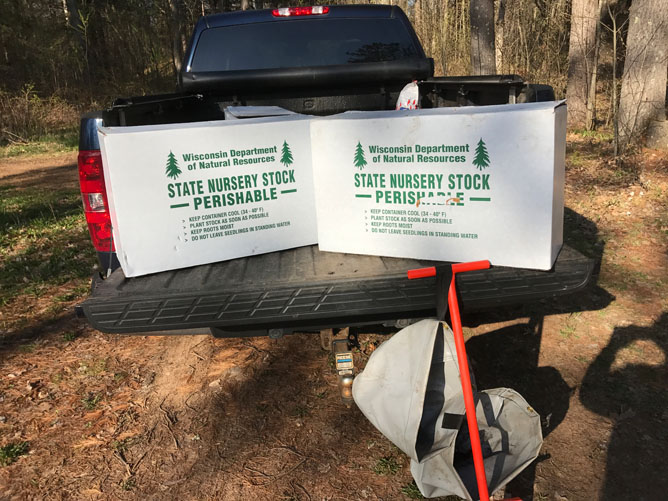 Wisconsin Department
of Natural Resources
STATE NURSERY STOCK
PERISHABLE
> KEEP CONTAINER COOL (34 - 40° F)
> PLANT STOCK AS SOON AS POSSIBLE
> KEEP ROOTS MOIST
> DO NOT LEAVE SEEDLINGS IN STANDING WATER
Wisconsin Department
of Natural Resources
STATE NURSERY STOCK
PERISHABLE
> KEEP CONTAINER COOL (34 - 40° F)
> PLANT STOCK AS SOON AS POSSIBLE
> KEEP ROOTS MOIST
> DO NOT LEAVE SEEDLINGS IN STANDING WATER